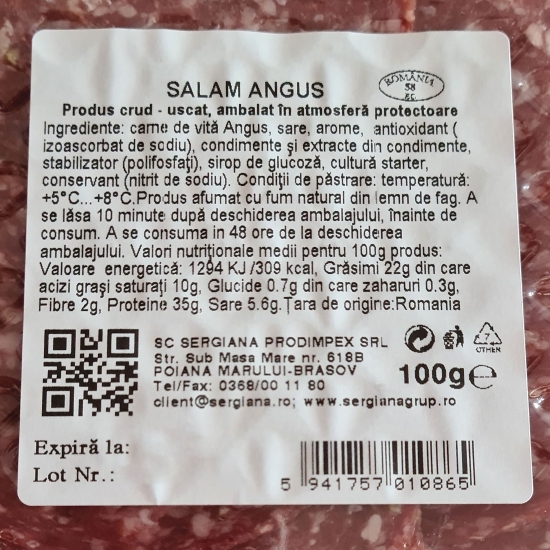 SALAM ANGUS
ROMÂNIA
Produs crud - uscat, ambalat în atmosferă protectoare
Ingrediente: carne de vită Angus, sare, arome, antioxidant (
izoascorbat de sodiu), condimente şi extracte din condimente,
stabilizator (polifosfaţi), sirop de glucoză, cultură starter,
conservant (nitrit de sodiu). Condiţii de păstrare: temperatură:
+5°C...+8°C.Produs afumat cu fum natural din lemn de fag. A
se lăsa 10 minute după deschiderea ambalajului, înainte de
consum. A se consuma in 48 ore de la deschiderea
ambalajului. Valori nutriţionale medii pentru 100g produs:
Valoare energetică: 1294 KJ /309 kcal, Grăsimi 22g din care
acizi graşi saturaţi 10g, Glucide 0.7g din care zaharuri 0.3g,
Fibre 2g, Proteine 35g, Sare 5.6g.Ţara de origine:Romania
SC SERGIANA PRODIMPEX SRL
Str. Sub Masa Mare nr. 618B
POIANA MARULUI-BRASOV
Tel/Fax: 0368/00 11 80
client@sergiana.ro; www.sergianagrup.ro
7
OTHER
100g℮
Expiră la:
Lot Nr.:
5 941757 010865